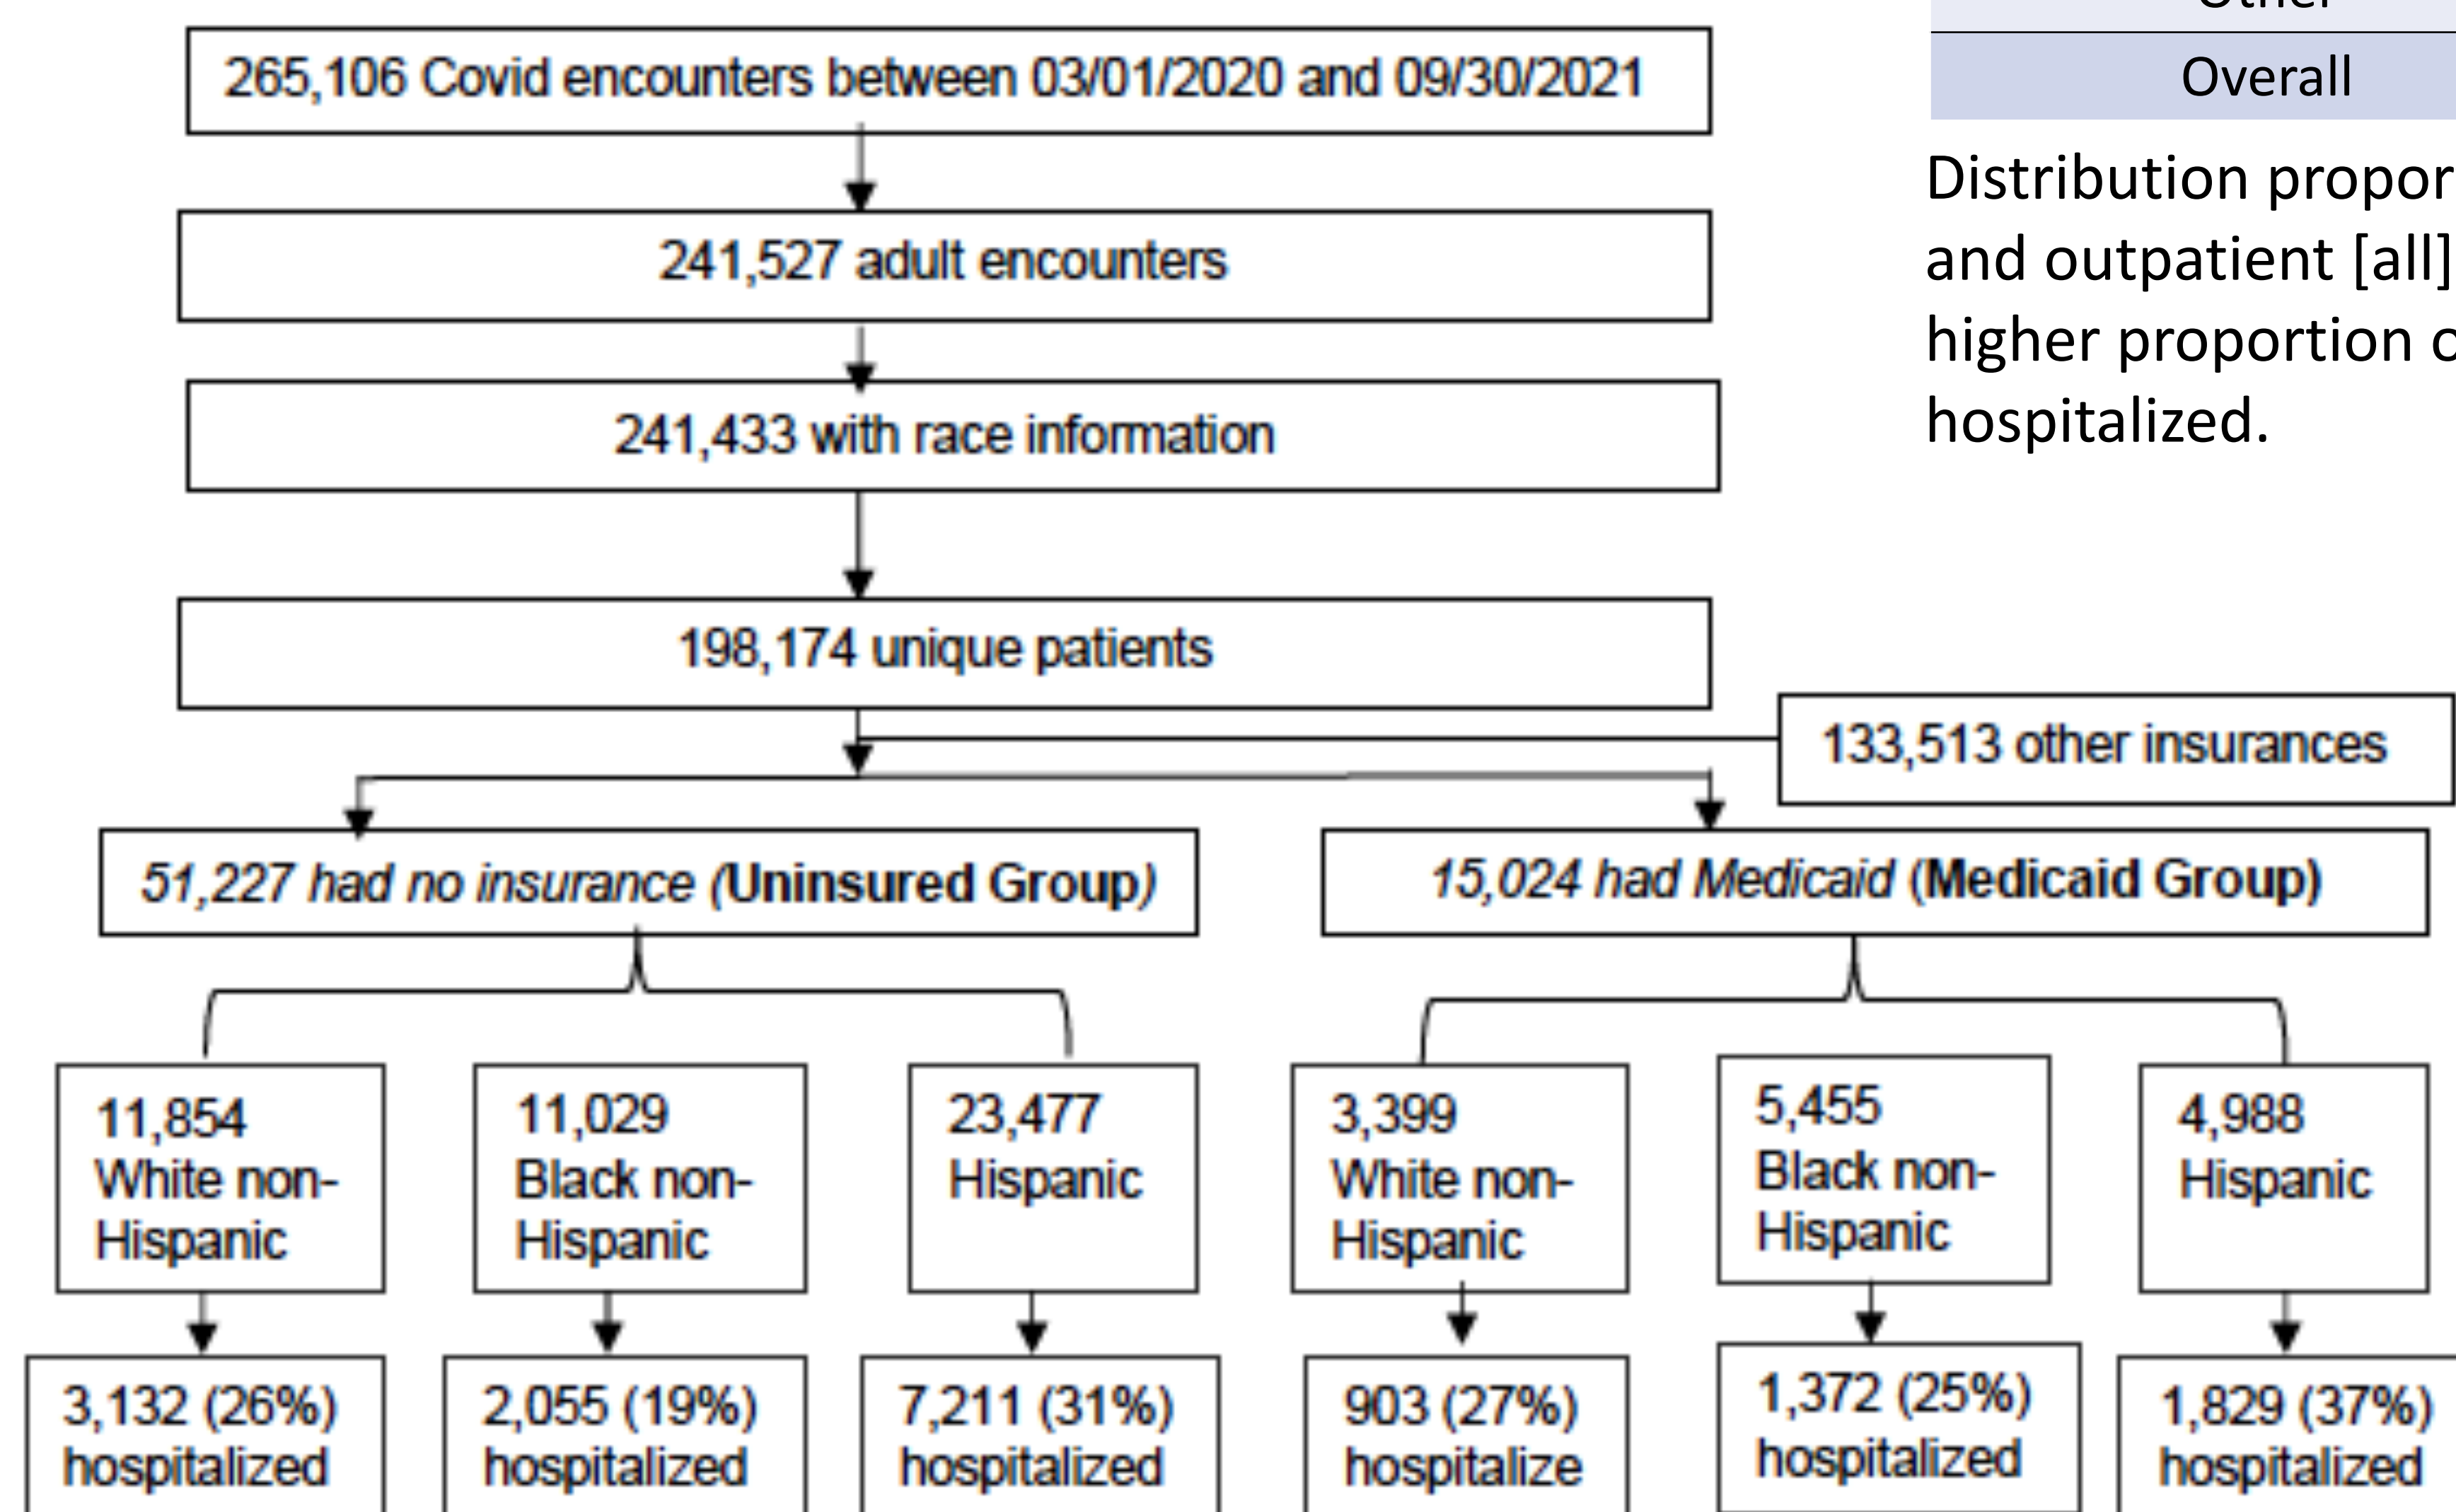 265,106 Covid encounters between 03/01/2020 and 09/30/2021
241,527 adult encounters
241,433 with race information
198,174 unique patients
133,513 other insurances
51,227 had no insurance (Uninsured Group)
15,024 had Medicaid (Medicaid Group)
11,854
White non-
Hispanic
11,029
Black non-
Hispanic
23,477
Hispanic
3,399
White non-
Hispanic
5,455
Black non-
Hispanic
4,988
Hispanic
3,132 (26%)
hospitalized
2,055 (19%)
hospitalized
7,211 (31%)
hospitalized
903 (27%)
hospitalize
1,372 (25%)
hospitalized
1,829 (37%)
hospitalized
Other
Overall
Distribution propor
and outpatient [all]
higher proportion
hospitalized.